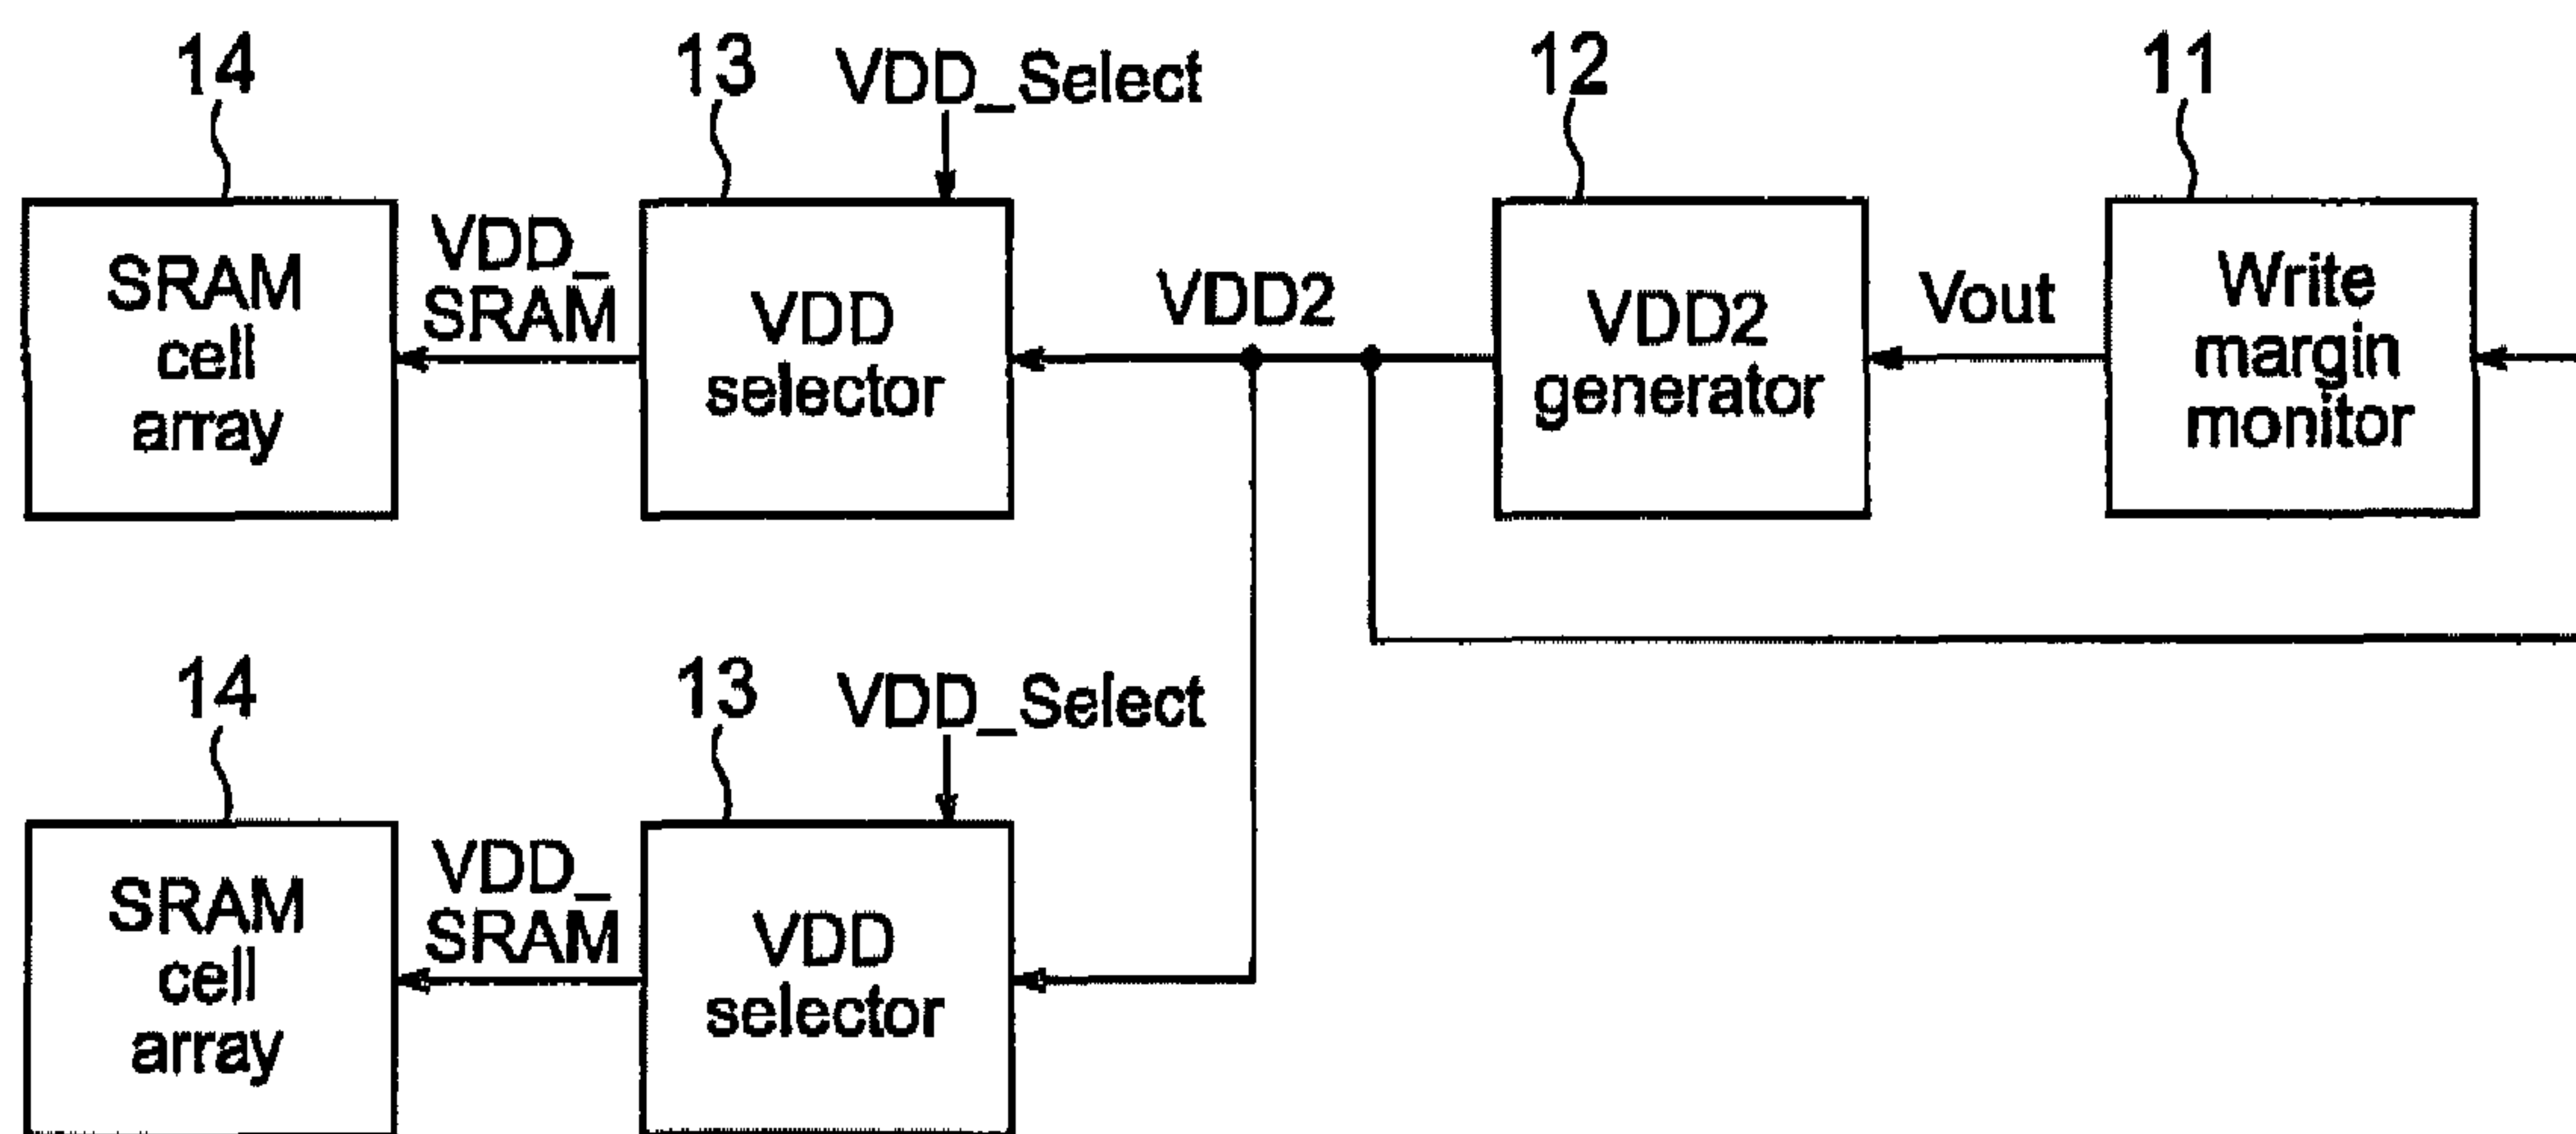 14
13
VDD_Select
12
11
SRAM
cell
array
VDD_
SRAM
VDD
selector
VDD2
VDD2
generator
Vout
Write
margin
monitor
14
13
VDD_Select
SRAM
cell
array
VDD_
SRAM
VDD
selector